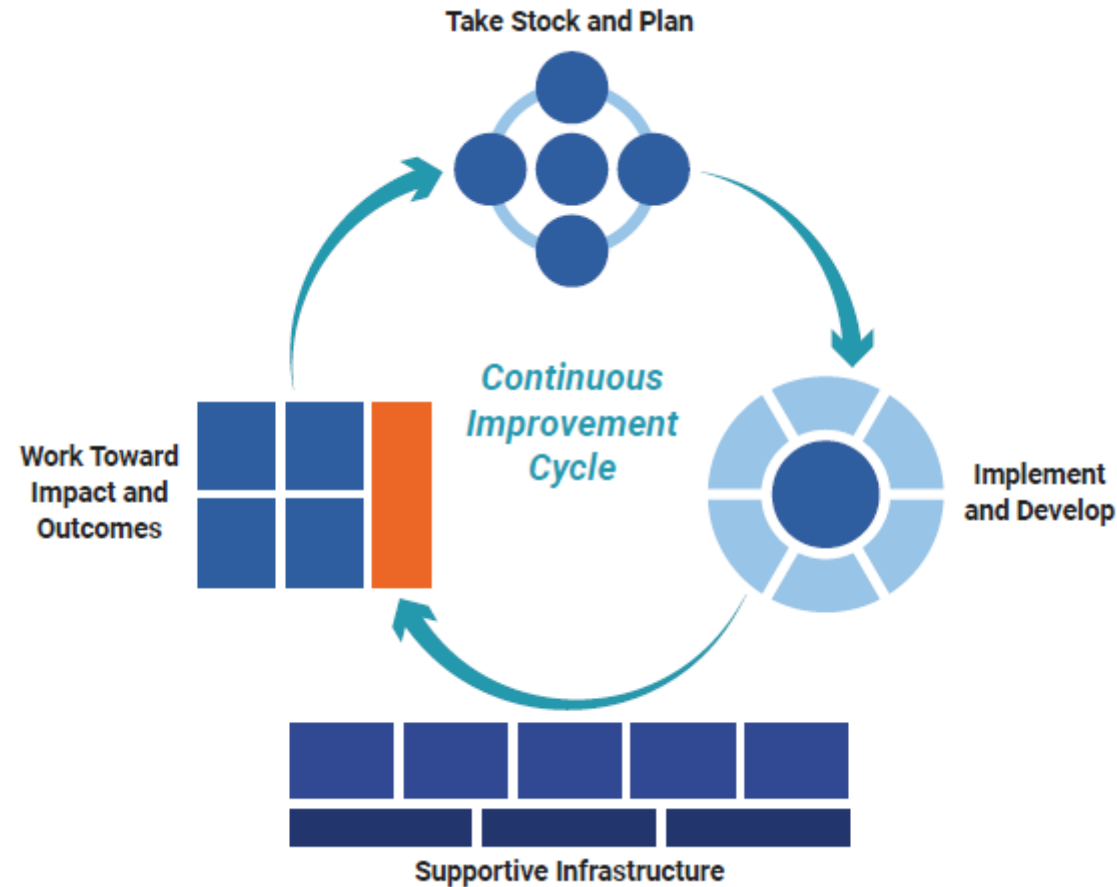 Take Stock and Plan
Continuous
Improvement
Cycle
Work Toward
Impact and
Outcomes
Implement
and Develop
Supportive Infrastructure